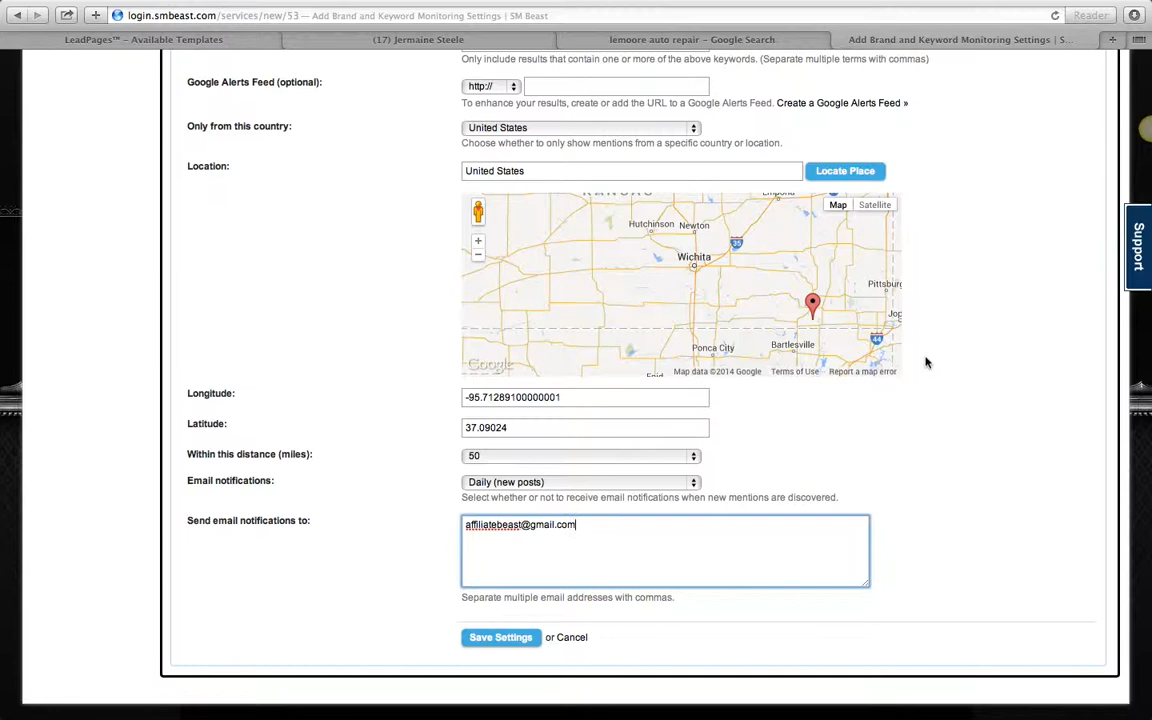 login.smbeast.com/services/new/53 — Add Brand and Keyword Monitoring Settings | SM Beast
Reader
LeadPages™ – Available Templates
(17) Jermaine Steele
lemoore auto repair – Google Search
Add Brand and Keyword Monitoring Settings | S...
Only include results that contain one or more of the above keywords. (Separate multiple terms with commas)
Google Alerts Feed (optional):
http://
To enhance your results, create or add the URL to a Google Alerts Feed. Create a Google Alerts Feed »
Only from this country:
United States
Choose whether to only show mentions from a specific country or location.
Location:
United States
Locate Place
KANSAS
Map
Satellite
Hutchinson
Newton
35
Wichita
Pittsburg
Ponca City
Bartlesville
44
Google
Map data ©2014 Google
Terms of Use
Report a map error
Longitude:
-95.71289100000001
Latitude:
37.09024
Within this distance (miles):
50
Email notifications:
Daily (new posts)
Select whether or not to receive email notifications when new mentions are discovered.
Send email notifications to:
affiliatebeast@gmail.com
Separate multiple email addresses with commas.
Save Settings or Cancel
Support